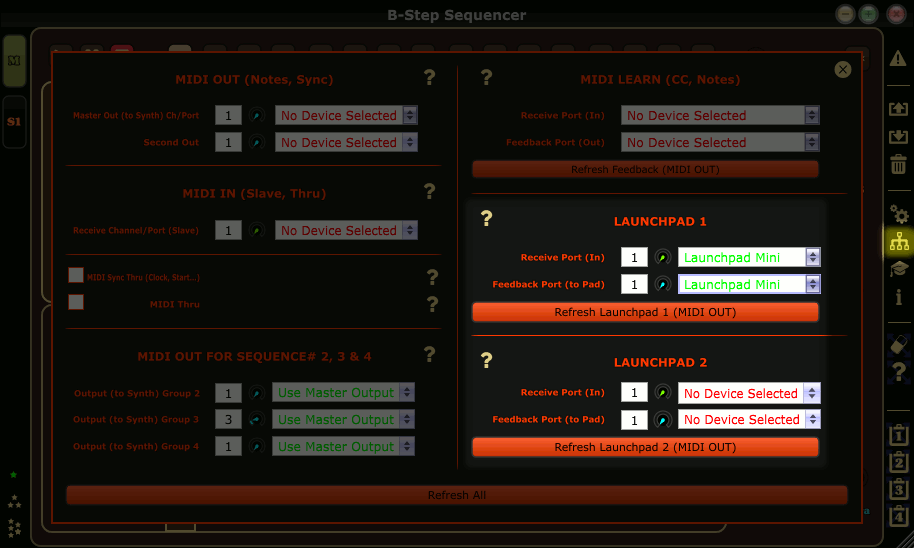 B-Step Sequencer
M
S1
MIDI OUT (Notes, Sync)
?
Master Out (to Synth) Ch/Port
1
No Device Selected
Second Out
1
No Device Selected
MIDI IN (Slave, Thru)
?
Receive Channel/Port (Slave)
1
No Device Selected
MIDI Sync Thru (Clock, Start...)
?
MIDI Thru
?
MIDI OUT FOR SEQUENCE# 2, 3 & 4
?
Output (to Synth) Group 2
1
Use Master Output
Output (to Synth) Group 3
3
Use Master Output
Output (to Synth) Group 4
1
Use Master Output
?
MIDI LEARN (CC, Notes)
Receive Port (In)
No Device Selected
Feedback Port (Out)
No Device Selected
Refresh Feedback (MIDI OUT)
?
LAUNCHPAD 1
Receive Port (In)
1
Launchpad Mini
Feedback Port (to Pad)
1
Launchpad Mini
Refresh Launchpad 1 (MIDI OUT)
?
LAUNCHPAD 2
Receive Port (In)
1
No Device Selected
Feedback Port (to Pad)
1
No Device Selected
Refresh Launchpad 2 (MIDI OUT)
Refresh All
i
?
1
2
3
4